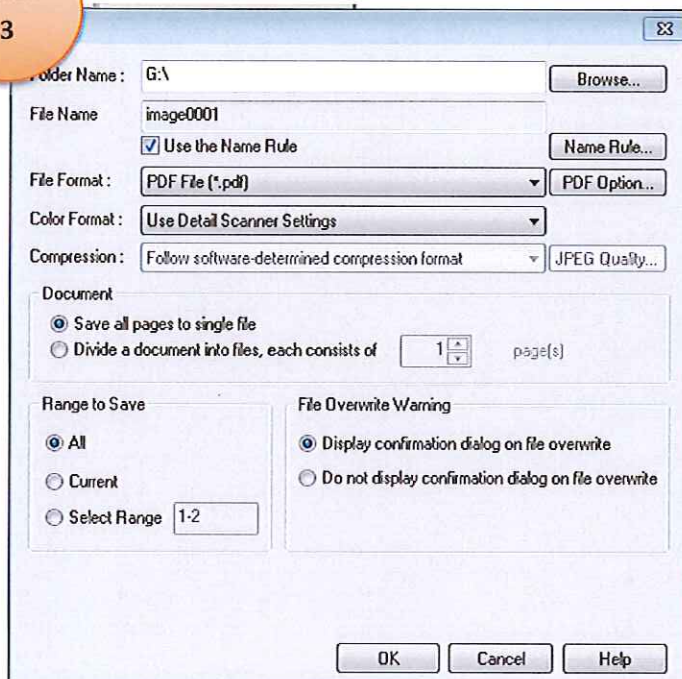 3
Folder Name : G:\ Browse...
File Name image0001
Use the Name Rule Name Rule...
File Format : PDF File (*.pdf) PDF Option...
Color Format : Use Detail Scanner Settings
Compression : Follow software-determined compression format JPEG Quality...
Document
Save all pages to single file
Divide a document into files, each consists of 1 page(s)
Range to Save
All
Current
Select Range 1-2
File Overwrite Warning
Display confirmation dialog on file overwrite
Do not display confirmation dialog on file overwrite
OK Cancel Help